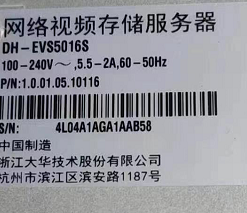 网络视频存储服务器
DH-EVS5016S
100-240V～,5.5-2A,60-50Hz
P/N:1.0.01.05.10116
S/N: 4L04A1AGA1AAB58
中国制造
浙江大华技术股份有限公司
杭州市滨江区滨安路1187号